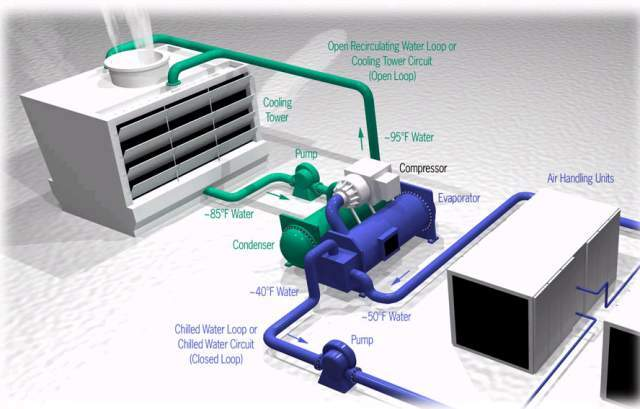 Open Recirculating Water Loop or
Cooling Tower Circuit
(Open Loop)
Cooling
Tower
~95°F Water
Pump
Compressor
Air Handling Units
Evaporator
~85°F Water
Condenser
~40°F Water
~50°F Water
Chilled Water Loop or
Chilled Water Circuit
(Closed Loop)
Pump